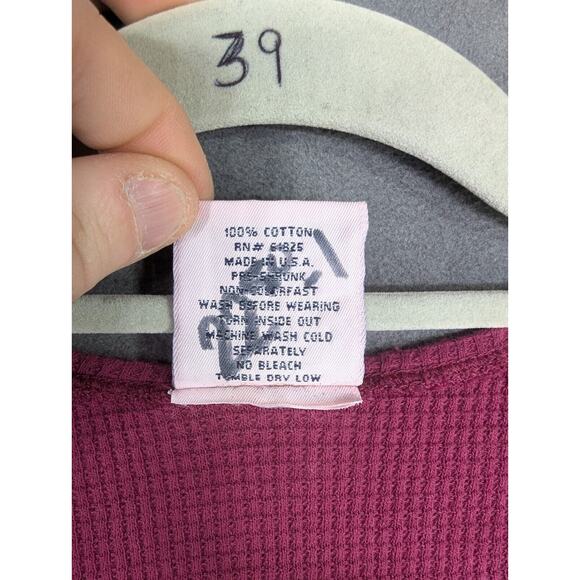 39
100% COTTON
RN# 61825
MADE IN U.S.A.
PRE-SHRUNK
NON-COLORFAST
WASH BEFORE WEARING
TURN INSIDE OUT
MACHINE WASH COLD
SEPARATELY
NO BLEACH
TUMBLE DRY LOW